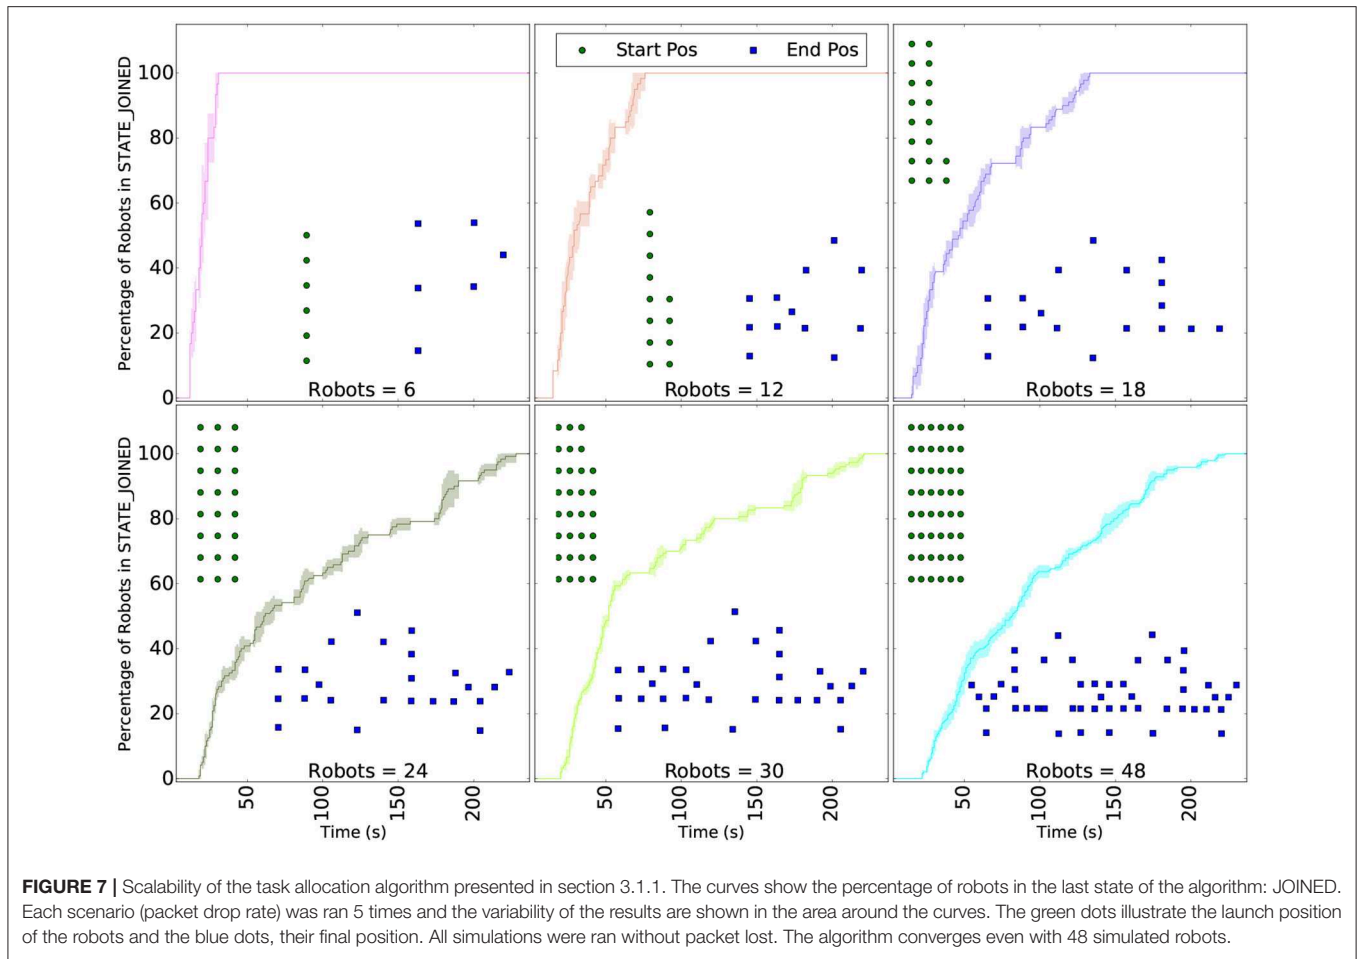 Start Pos
End Pos
Percentage of Robots in STATE_JOINED
100
80
60
40
20
0
Robots = 6
Robots = 12
Robots = 18
Percentage of Robots in STATE_JOINED
100
80
60
40
20
0
Robots = 24
Robots = 30
Robots = 48
50
100
150
200
50
100
150
200
50
100
150
200
Time (s)
Time (s)
Time (s)
FIGURE 7 | Scalability of the task allocation algorithm presented in section 3.1.1. The curves show the percentage of robots in the last state of the algorithm: JOINED.
Each scenario (packet drop rate) was ran 5 times and the variability of the results are shown in the area around the curves. The green dots illustrate the launch position
of the robots and the blue dots, their final position. All simulations were ran without packet lost. The algorithm converges even with 48 simulated robots.